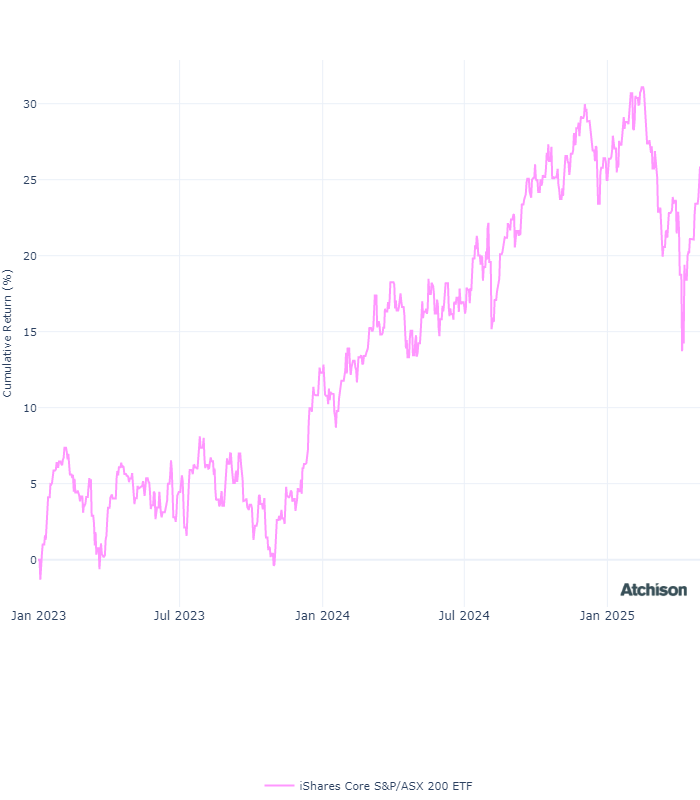 Cumulative Return (%)
30
25
20
15
10
5
0
Atchison
Jan 2023
Jul 2023
Jan 2024
Jul 2024
Jan 2025
iShares Core S&P/ASX 200 ETF